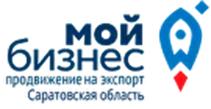 мой
бизнес
продвижение на экспорт
Саратовская область